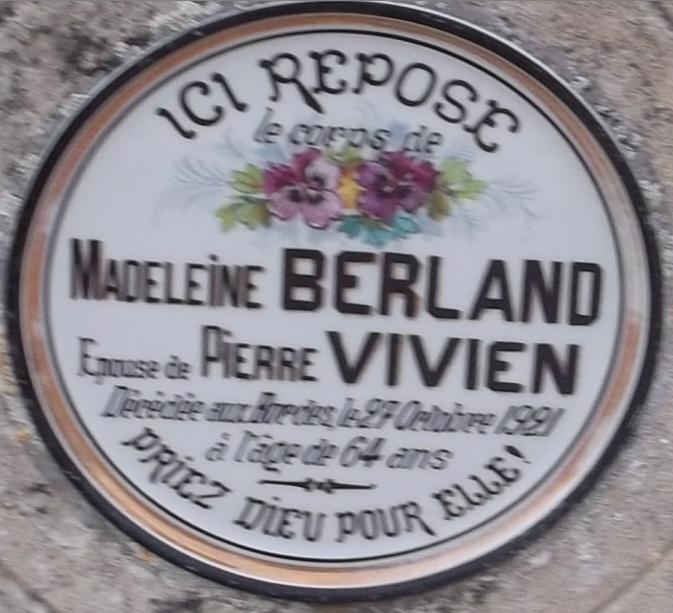 ICI REPOSE
le corps de
MADELEINE BERLAND
Epouse de PIERRE VIVIEN
Décédée aux Bordes, le 27 Octobre 1921
à l'âge de 64 ans
PRIEZ DIEU POUR ELLE!